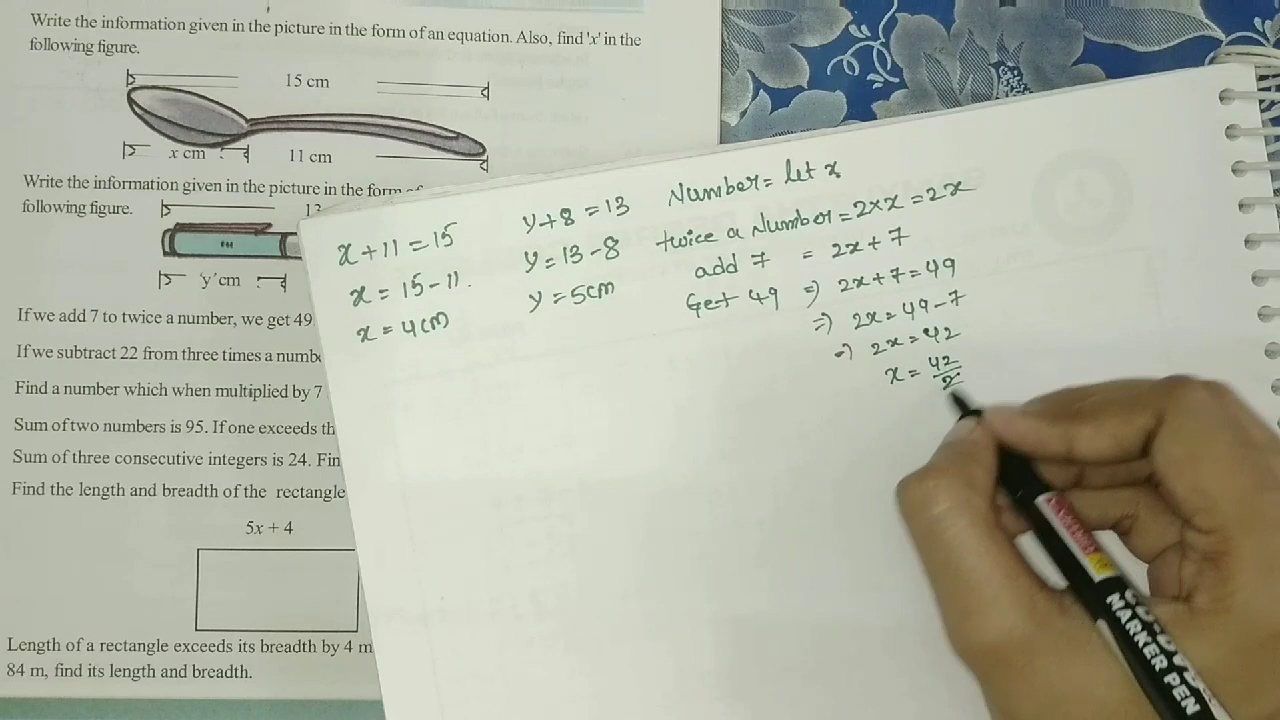 Write the information given in the picture in the form of an equation. Also, find 'x' in the
following figure.
15 cm
x cm
11 cm
Write the information given in the picture in the form of
following figure.
'y'cm
If we add 7 to twice a number, we get 49
If we subtract 22 from three times a numb
Find a number which when multiplied by 7
Sum of two numbers is 95. If one exceeds th
Sum of three consecutive integers is 24. Fin
Find the length and breadth of the rectangle
5x + 4
Length of a rectangle exceeds its breadth by 4 m
84 m, find its length and breadth.
x + 11 = 15
x = 15 - 11.
x = 4cm
y + 8 = 13
y = 13 - 8
y = 5cm
Number = let x
twice a Number = 2 × x = 2x
add 7 = 2x + 7
Get 49 ⇒ 2x + 7 = 49
⇒ 2x = 49 - 7
⇒ 2x = 42
x = 42/2
MARKER PEN